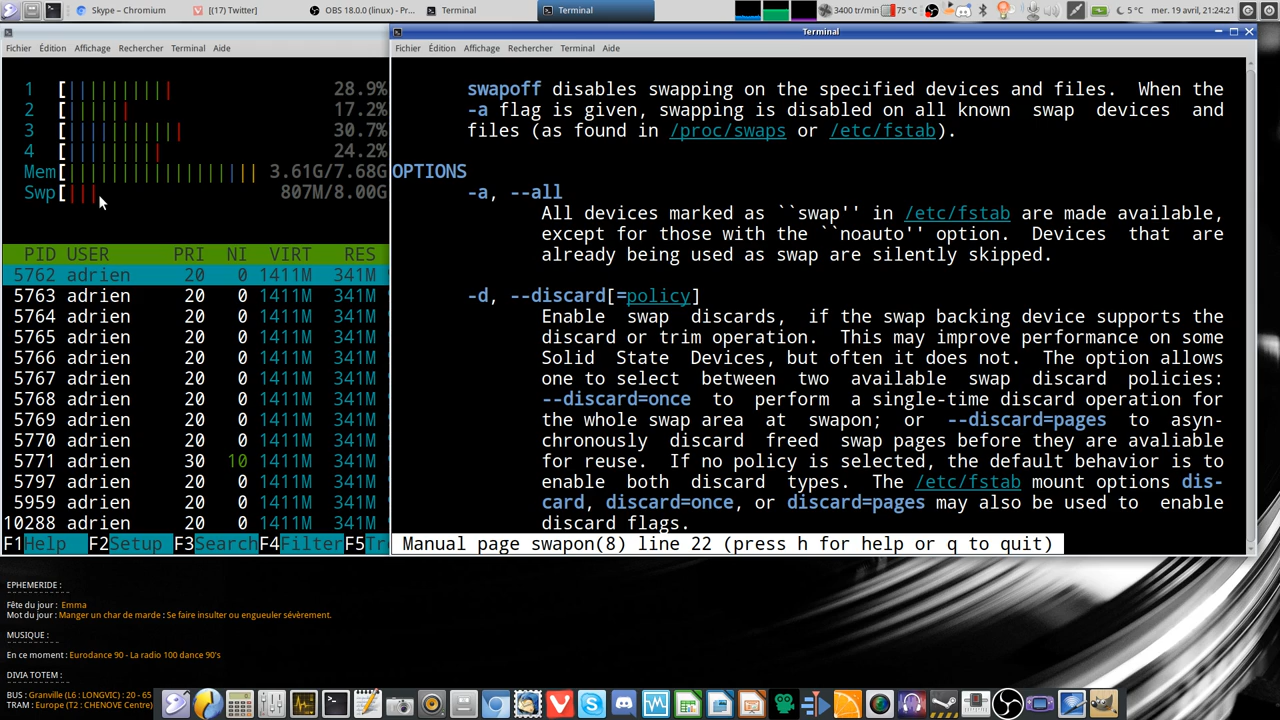 Skype – Chromium
[(17) Twitter]
OBS 18.0.0 (linux) - Pr...
Terminal
Terminal
3400 tr/min
75 °C
5 °C
mer. 19 avril, 21:24:21
Fichier Édition Affichage Rechercher Terminal Aide
1 [||||||||||| 28.9%
2 [|||||| 17.2%
3 [||||||||||| 30.7%
4 [||||||||| 24.2%
Mem[|||||||||||||||||| 3.61G/7.68G
Swp[||| 807M/8.00G
PID USER PRI NI VIRT RES
5762 adrien 20 0 1411M 341M
5763 adrien 20 0 1411M 341M
5764 adrien 20 0 1411M 341M
5765 adrien 20 0 1411M 341M
5766 adrien 20 0 1411M 341M
5767 adrien 20 0 1411M 341M
5768 adrien 20 0 1411M 341M
5769 adrien 20 0 1411M 341M
5770 adrien 20 0 1411M 341M
5771 adrien 30 10 1411M 341M
5797 adrien 20 0 1411M 341M
5959 adrien 20 0 1411M 341M
10288 adrien 20 0 1411M 341M
F1Help F2Setup F3Search F4Filter F5Tr
Terminal
Fichier Édition Affichage Rechercher Terminal Aide
swapoff disables swapping on the specified devices and files. When the
-a flag is given, swapping is disabled on all known swap devices and
files (as found in /proc/swaps or /etc/fstab).
OPTIONS
-a, --all
All devices marked as ``swap'' in /etc/fstab are made available,
except for those with the ``noauto'' option. Devices that are
already being used as swap are silently skipped.
-d, --discard[=policy]
Enable swap discards, if the swap backing device supports the
discard or trim operation. This may improve performance on some
Solid State Devices, but often it does not. The option allows
one to select between two available swap discard policies:
--discard=once to perform a single-time discard operation for
the whole swap area at swapon; or --discard=pages to asyn-
chronously discard freed swap pages before they are avaliable
for reuse. If no policy is selected, the default behavior is to
enable both discard types. The /etc/fstab mount options dis-
card, discard=once, or discard=pages may also be used to enable
discard flags.
Manual page swapon(8) line 22 (press h for help or q to quit)
EPHEMERIDE :
Fête du jour : Emma
Mot du jour : Manger un char de marde : Se faire insulter ou engueuler sévèrement.
MUSIQUE :
En ce moment : Eurodance 90 - La radio 100 dance 90's
DIVIA TOTEM :
BUS : Granville (L6 : LONGVIC) : 20 - 65
TRAM : Europe (T2 : CHENOVE Centre)